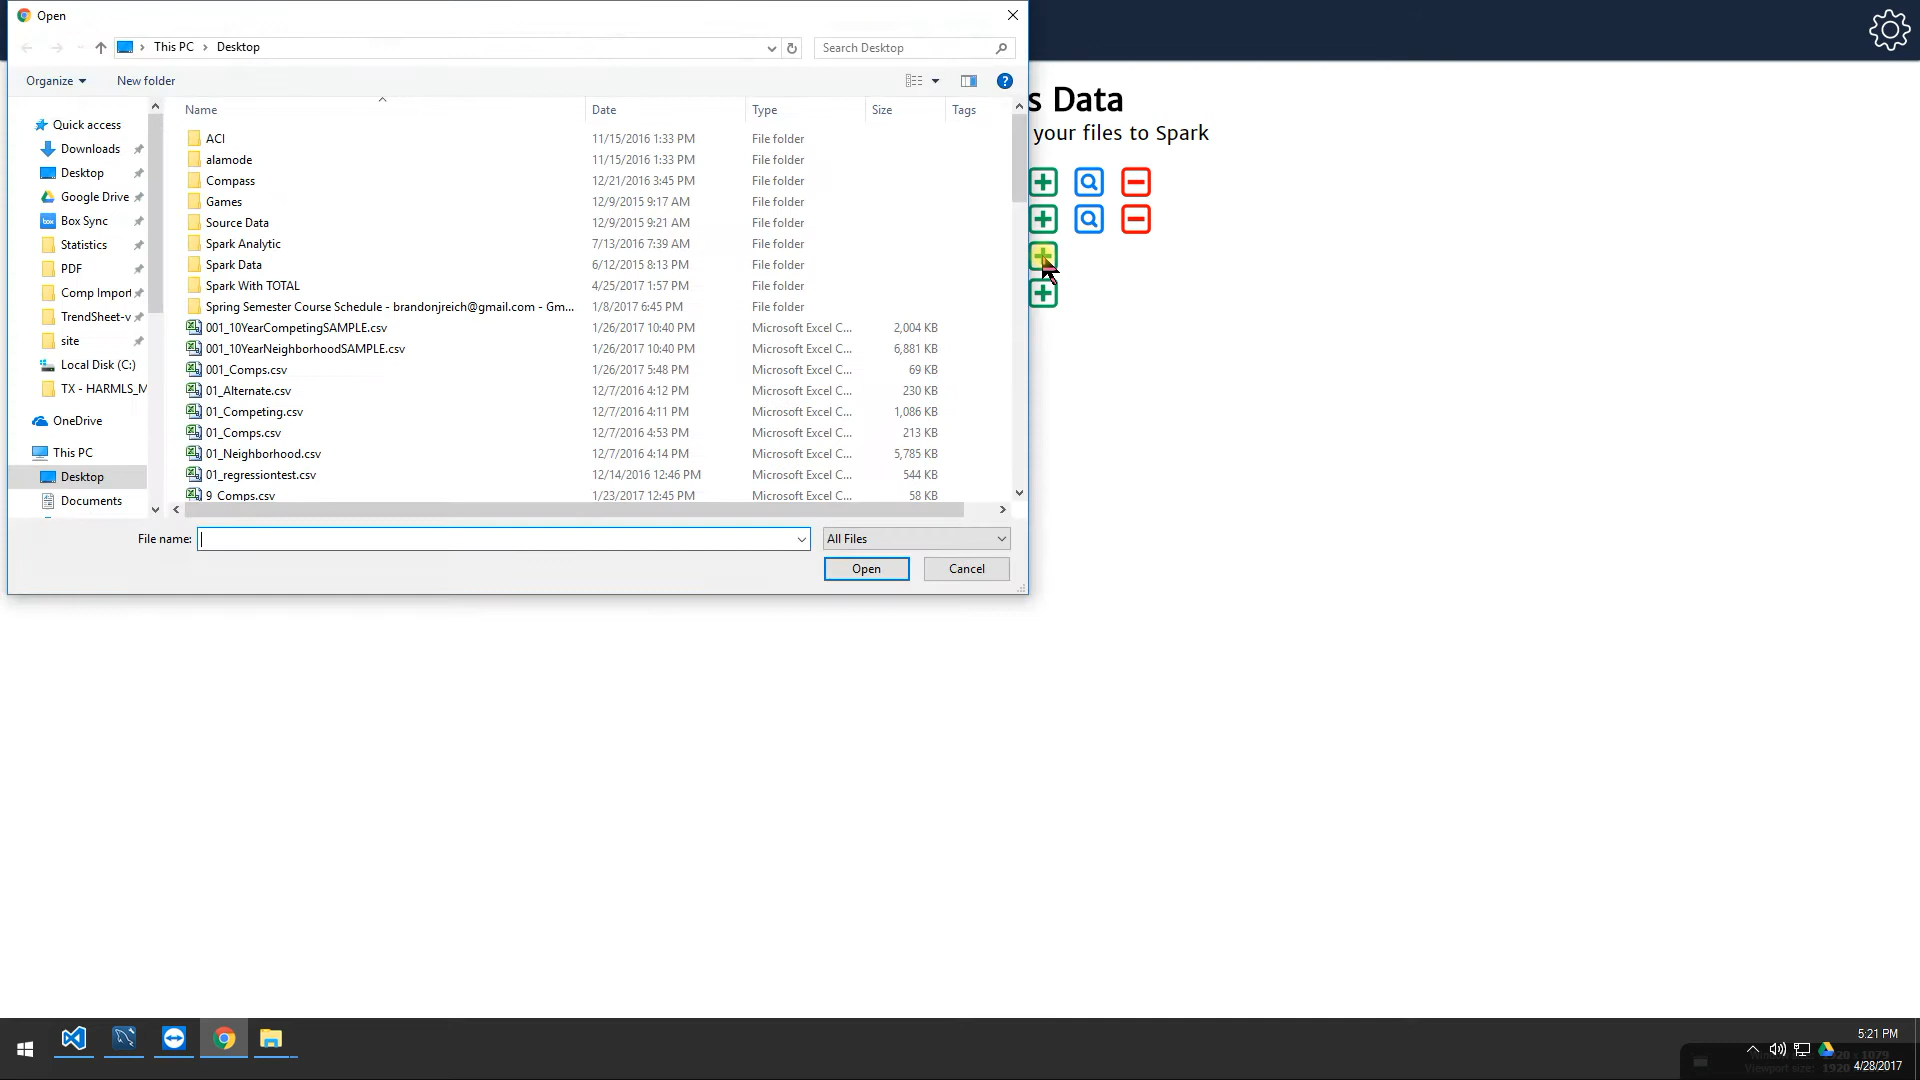 Open
This PC > Desktop
Search Desktop
Organize
New folder
s Data
your files to Spark
Quick access
Downloads
Desktop
Google Drive
Box Sync
Statistics
PDF
Comp Import
TrendSheet-v
site
Local Disk (C:)
TX - HARMLS_M
OneDrive
This PC
Desktop
Documents
Name Date Type Size Tags
ACI 11/15/2016 1:33 PM File folder
alamode 11/15/2016 1:33 PM File folder
Compass 12/21/2016 3:45 PM File folder
Games 12/9/2015 9:17 AM File folder
Source Data 12/9/2015 9:21 AM File folder
Spark Analytic 7/13/2016 7:39 AM File folder
Spark Data 6/12/2015 8:13 PM File folder
Spark With TOTAL 4/25/2017 1:57 PM File folder
Spring Semester Course Schedule - brandonjreich@gmail.com - Gm... 1/8/2017 6:45 PM File folder
001_10YearCompetingSAMPLE.csv 1/26/2017 10:40 PM Microsoft Excel C... 2,004 KB
001_10YearNeighborhoodSAMPLE.csv 1/26/2017 10:40 PM Microsoft Excel C... 6,881 KB
001_Comps.csv 1/26/2017 5:48 PM Microsoft Excel C... 69 KB
01_Alternate.csv 12/7/2016 4:12 PM Microsoft Excel C... 230 KB
01_Competing.csv 12/7/2016 4:11 PM Microsoft Excel C... 1,086 KB
01_Comps.csv 12/7/2016 4:53 PM Microsoft Excel C... 213 KB
01_Neighborhood.csv 12/7/2016 4:14 PM Microsoft Excel C... 5,785 KB
01_regressiontest.csv 12/14/2016 12:46 PM Microsoft Excel C... 544 KB
9_Comps.csv 1/23/2017 12:45 PM Microsoft Excel C... 58 KB
File name:
All Files
Open
Cancel
5:21 PM
4/28/2017
Viewport size: